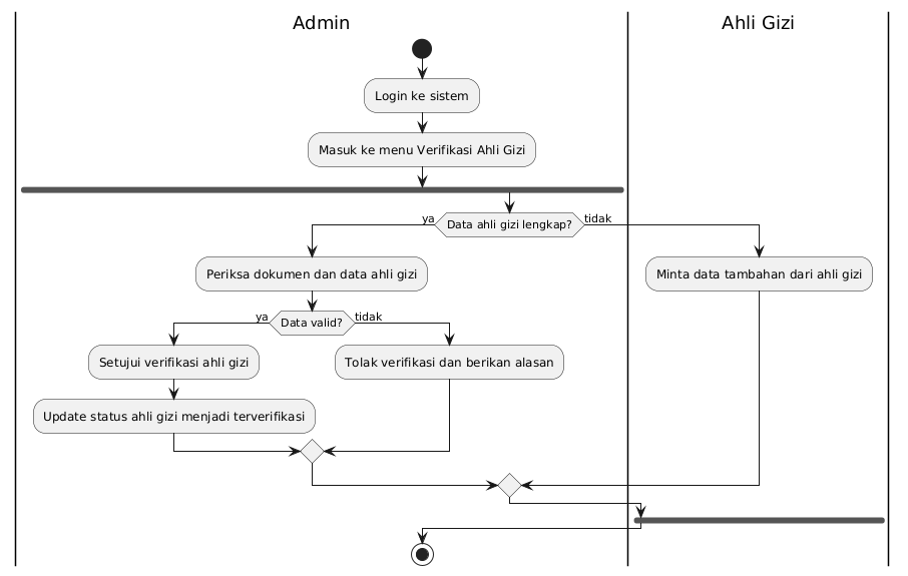 Admin
Ahli Gizi
Login ke sistem
Masuk ke menu Verifikasi Ahli Gizi
ya
Data ahli gizi lengkap?
tidak
Periksa dokumen dan data ahli gizi
Minta data tambahan dari ahli gizi
ya
Data valid?
tidak
Setujui verifikasi ahli gizi
Tolak verifikasi dan berikan alasan
Update status ahli gizi menjadi terverifikasi